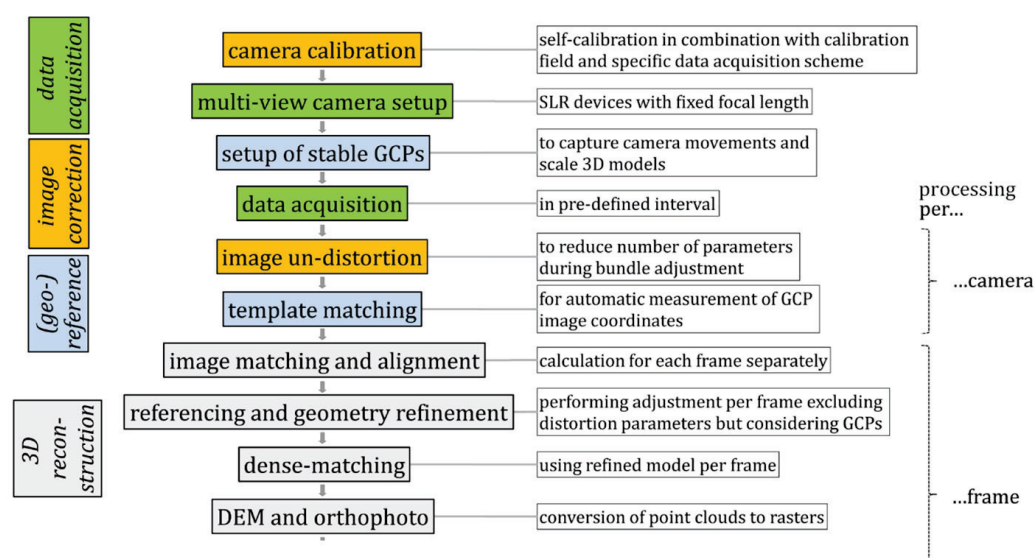 data
acquisition
image
correction
(geo-)
reference
3D
recon-
struction
camera calibration
self-calibration in combination with calibration
field and specific data acquisition scheme
multi-view camera setup
SLR devices with fixed focal length
setup of stable GCPs
to capture camera movements and
scale 3D models
data acquisition
in pre-defined interval
processing
per...
image un-distortion
to reduce number of parameters
during bundle adjustment
...camera
template matching
for automatic measurement of GCP
image coordinates
image matching and alignment
calculation for each frame separately
referencing and geometry refinement
performing adjustment per frame excluding
distortion parameters but considering GCPs
dense-matching
using refined model per frame
...frame
DEM and orthophoto
conversion of point clouds to rasters